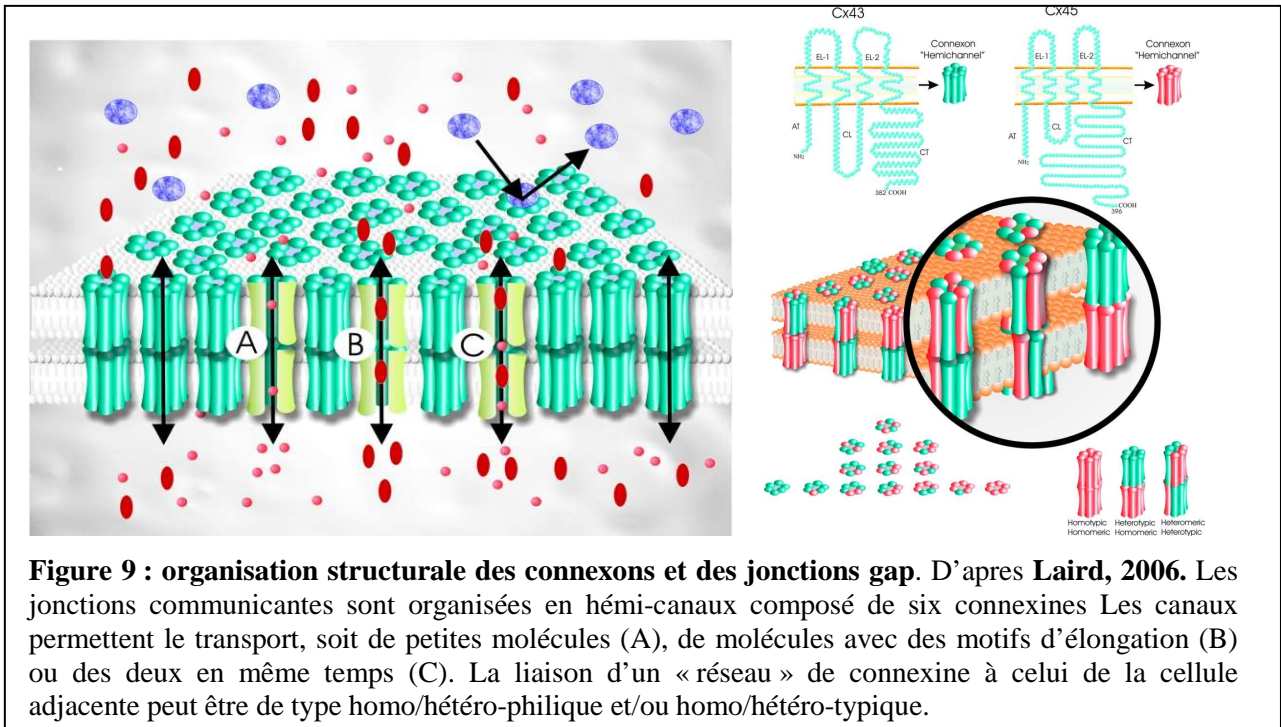 Cx43
Cx45
EL-1
EL-2
Connexon
"Hemichannel"
EL-1
EL-2
Connexon
"Hemichannel"
AT
CL
CT
NH₂
382 COOH
AT
CL
CT
NH₂
COOH
396
A
B
C
Homotypic
Homomeric
Heterotypic
Homomeric
Heteromeric
Heterotypic
Figure 9 : organisation structurale des connexons et des jonctions gap. D’apres Laird, 2006. Les
jonctions communicantes sont organisées en hémi-canaux composé de six connexines Les canaux
permettent le transport, soit de petites molécules (A), de molécules avec des motifs d’élongation (B)
ou des deux en même temps (C). La liaison d’un « réseau » de connexine à celui de la cellule
adjacente peut être de type homo/hétéro-philique et/ou homo/hétéro-typique.